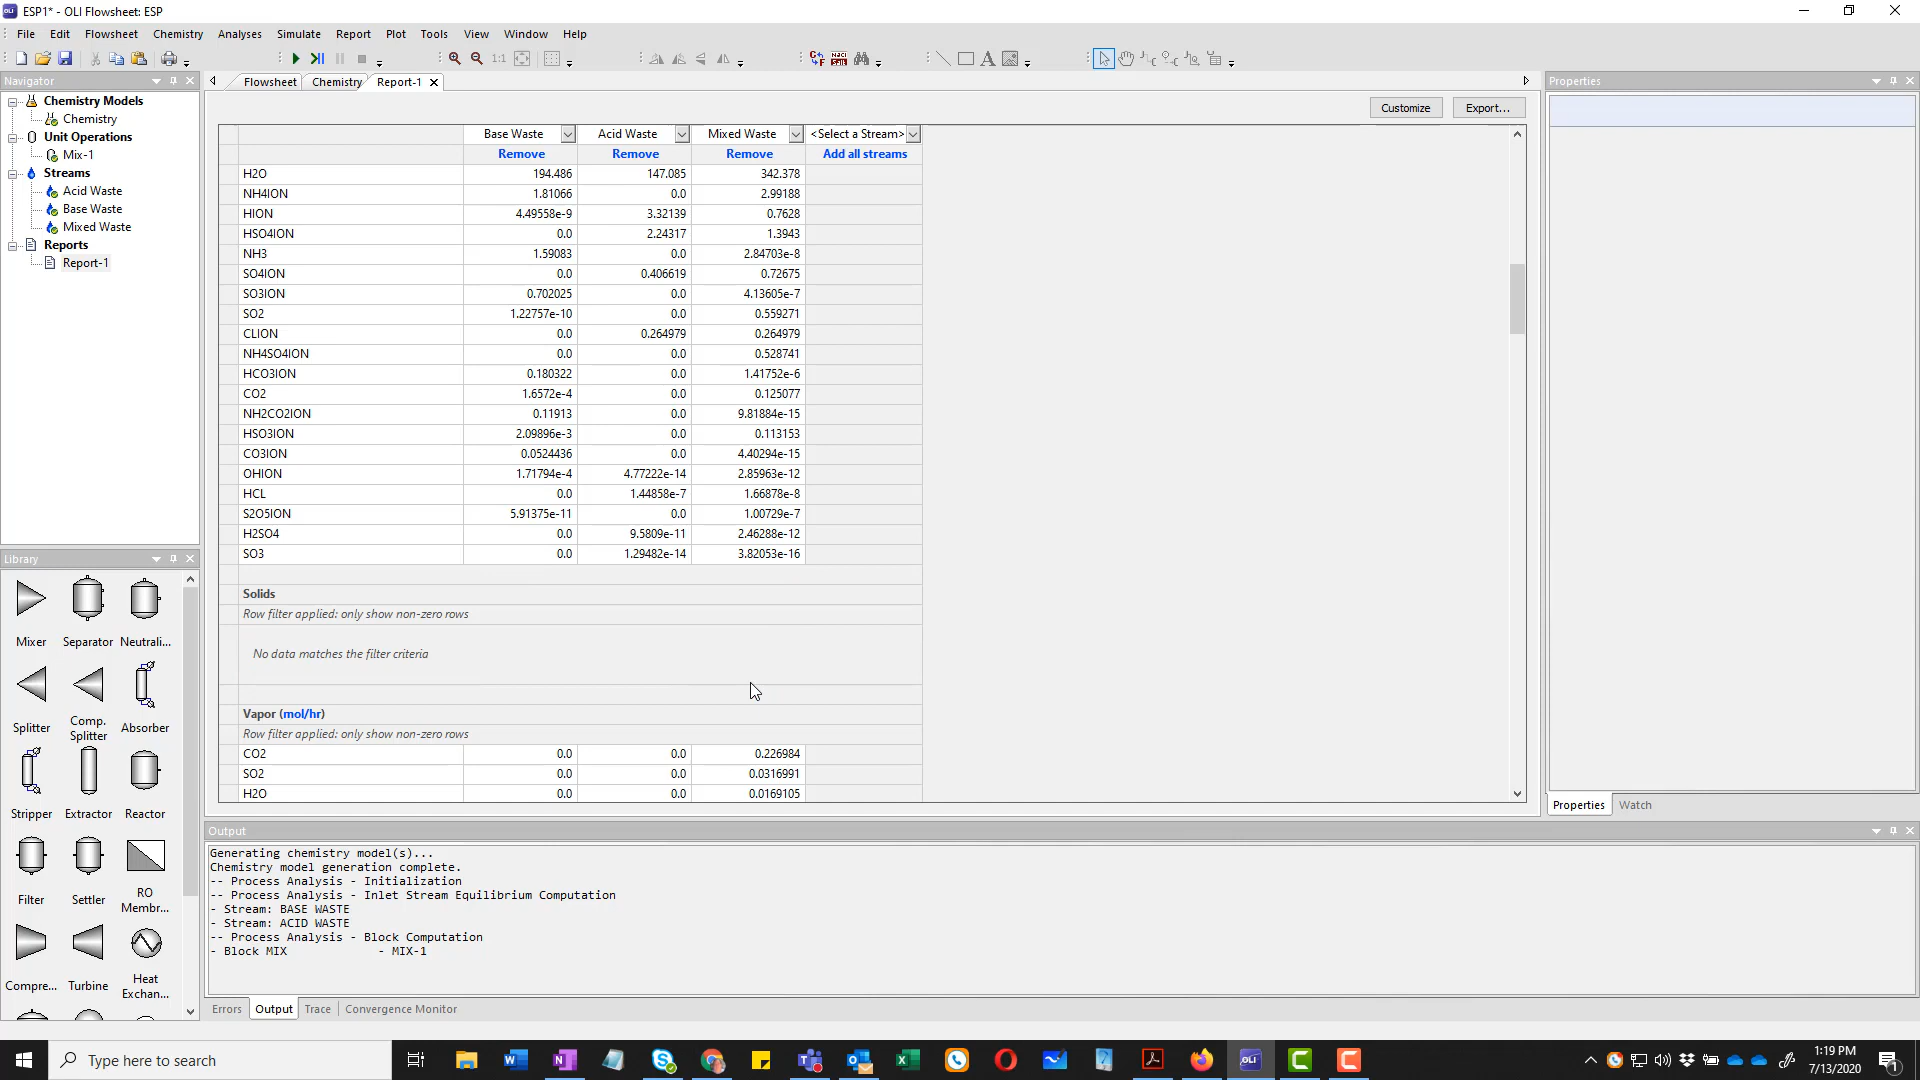 ESP1* - OLI Flowsheet: ESP
File Edit Flowsheet Chemistry Analyses Simulate Report Plot Tools View Window Help
1:1
Navigator
Chemistry Models
Chemistry
Unit Operations
Mix-1
Streams
Acid Waste
Base Waste
Mixed Waste
Reports
Report-1
Flowsheet Chemistry Report-1
Customize Export...
Base Waste Acid Waste Mixed Waste <Select a Stream>
Remove Remove Remove Add all streams
H2O 194.486 147.085 342.378
NH4ION 1.81066 0.0 2.99188
HION 4.49558e-9 3.32139 0.7628
HSO4ION 0.0 2.24317 1.3943
NH3 1.59083 0.0 2.84703e-8
SO4ION 0.0 0.406619 0.72675
SO3ION 0.702025 0.0 4.13605e-7
SO2 1.22757e-10 0.0 0.559271
CLION 0.0 0.264979 0.264979
NH4SO4ION 0.0 0.0 0.528741
HCO3ION 0.180322 0.0 1.41752e-6
CO2 1.6572e-4 0.0 0.125077
NH2CO2ION 0.11913 0.0 9.81884e-15
HSO3ION 2.09896e-3 0.0 0.113153
CO3ION 0.0524436 0.0 4.40294e-15
OHION 1.71794e-4 4.77222e-14 2.85963e-12
HCL 0.0 1.44858e-7 1.66878e-8
S2O5ION 5.91375e-11 0.0 1.00729e-7
H2SO4 0.0 9.5809e-11 2.46288e-12
SO3 0.0 1.29482e-14 3.82053e-16
Solids
Row filter applied: only show non-zero rows
No data matches the filter criteria
Vapor (mol/hr)
Row filter applied: only show non-zero rows
CO2 0.0 0.0 0.226984
SO2 0.0 0.0 0.0316991
H2O 0.0 0.0 0.0169105
Properties
Properties Watch
Library
Mixer Separator Neutrali...
Splitter Comp. Splitter Absorber
Stripper Extractor Reactor
Filter Settler RO Membr...
Compre... Turbine Heat Exchan...
Output
Generating chemistry model(s)...
Chemistry model generation complete.
-- Process Analysis - Initialization
-- Process Analysis - Inlet Stream Equilibrium Computation
- Stream: BASE WASTE
- Stream: ACID WASTE
-- Process Analysis - Block Computation
- Block MIX - MIX-1
Errors Output Trace Convergence Monitor
Type here to search
1:19 PM
7/13/2020